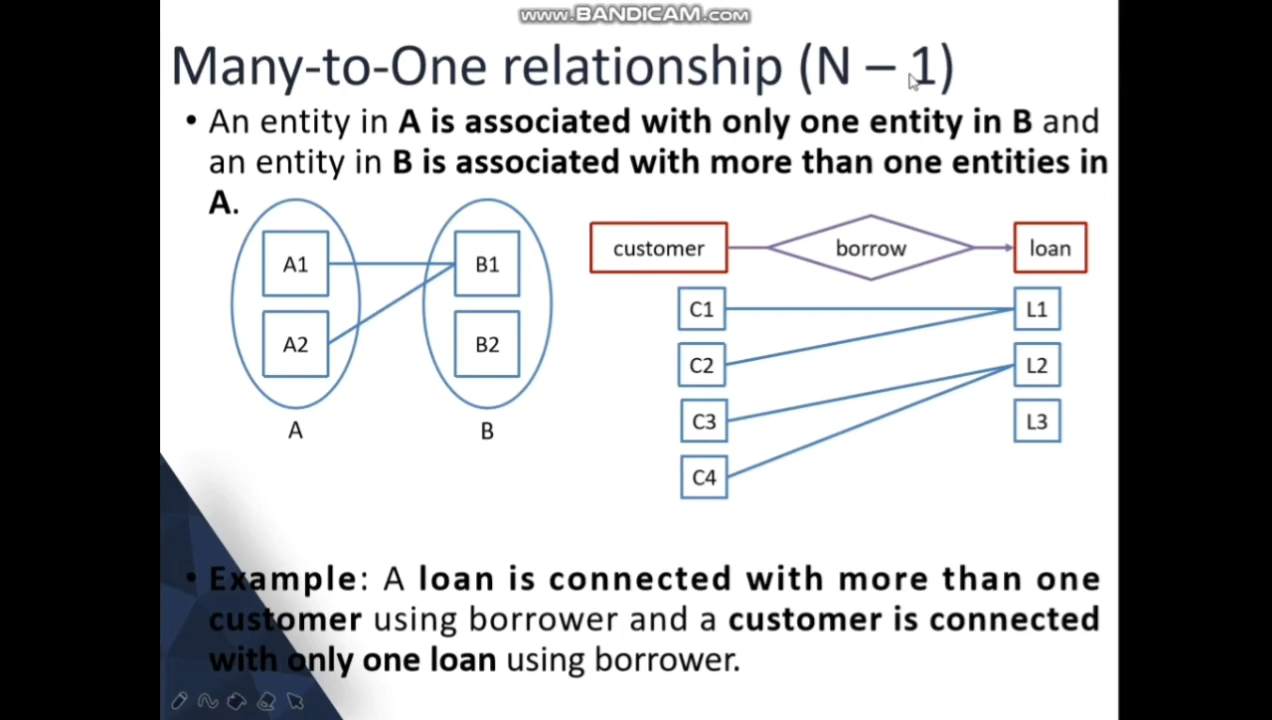 www.BANDICAM.com
Many-to-One relationship (N – 1)
• An entity in A is associated with only one entity in B and
an entity in B is associated with more than one entities in
A.
customer borrow loan
A1 B1
A2 B2
A B
C1 L1
C2 L2
C3 L3
C4
• Example: A loan is connected with more than one
customer using borrower and a customer is connected
with only one loan using borrower.